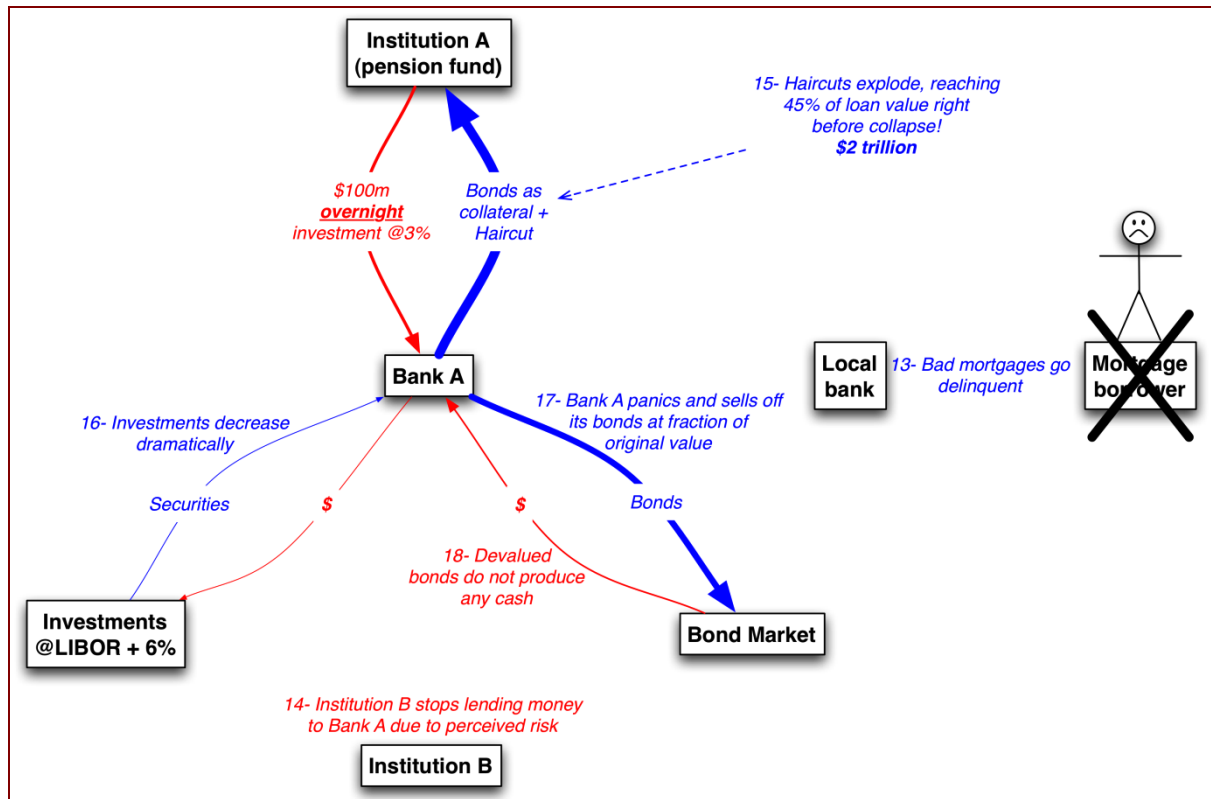 Institution A
(pension fund)
15- Haircuts explode, reaching
45% of loan value right
before collapse!
$2 trillion
$100m
overnight
investment @3%
Bonds as
collateral +
Haircut
Bank A
Local
bank
13- Bad mortgages go
delinquent
Mortgage
borrower
16- Investments decrease
dramatically
17- Bank A panics and sells off
its bonds at fraction of
original value
Securities
$
$
Bonds
18- Devalued
bonds do not produce
any cash
Investments
@LIBOR + 6%
Bond Market
14- Institution B stops lending money
to Bank A due to perceived risk
Institution B